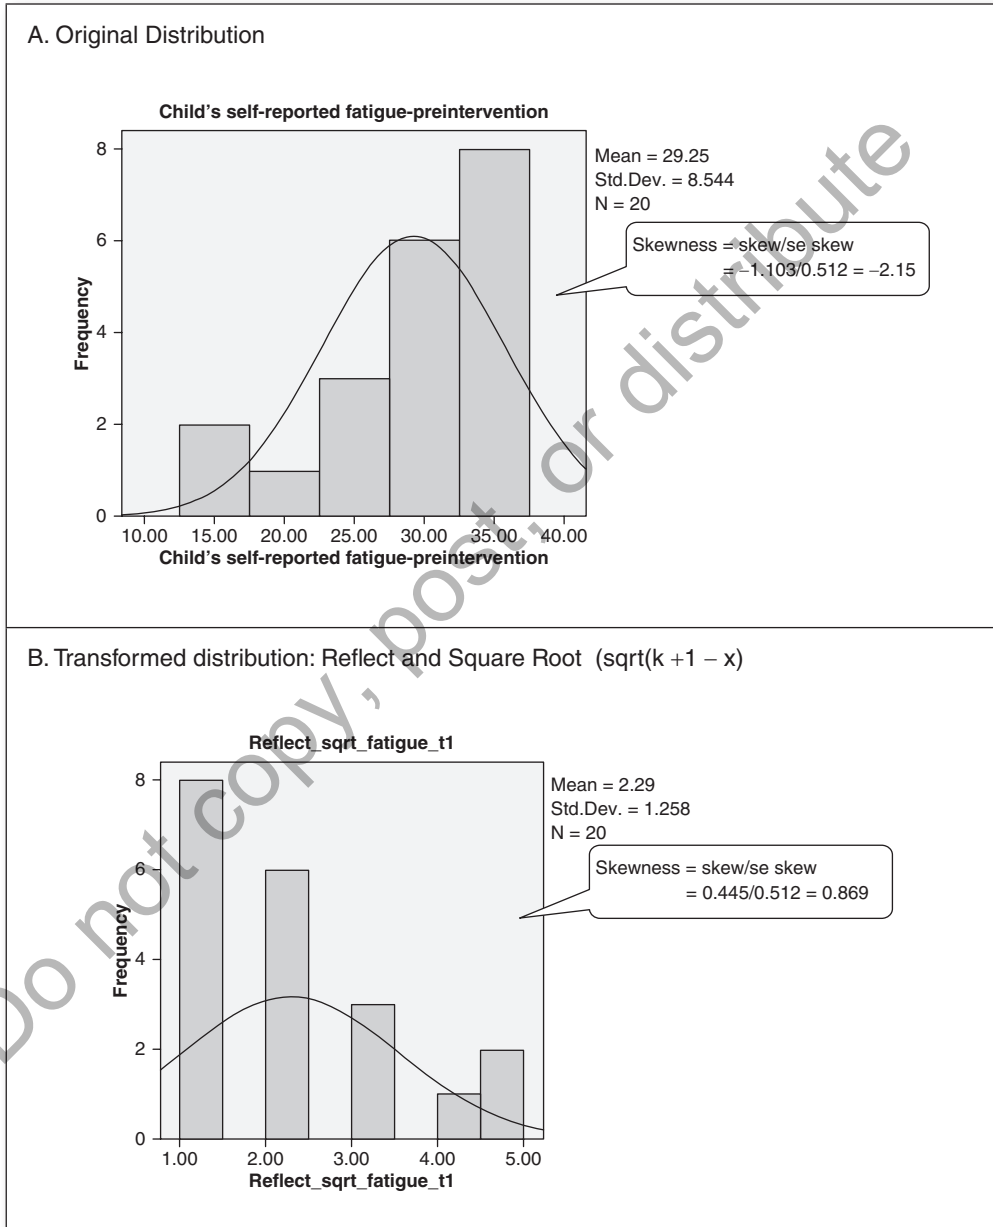 A. Original Distribution
Child's self-reported fatigue-preintervention
Mean = 29.25
Std.Dev. = 8.544
N = 20
Skewness = skew/se skew
= −1.103/0.512 = −2.15
Frequency
8
6
4
2
0
10.00 15.00 20.00 25.00 30.00 35.00 40.00
Child's self-reported fatigue-preintervention
B. Transformed distribution: Reflect and Square Root (sqrt(k +1 − x)
Reflect_sqrt_fatigue_t1
Mean = 2.29
Std.Dev. = 1.258
N = 20
Skewness = skew/se skew
= 0.445/0.512 = 0.869
Frequency
8
6
4
2
0
1.00 2.00 3.00 4.00 5.00
Reflect_sqrt_fatigue_t1
Do not copy, post, or distribute